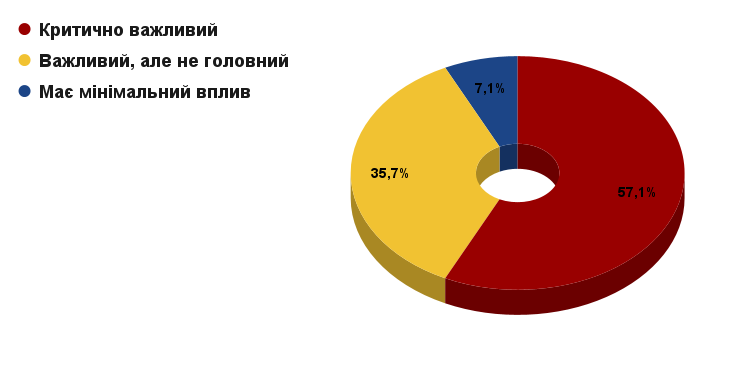 Критично важливий
Важливий, але не головний
Має мінімальний вплив
7,1%
35,7%
57,1%